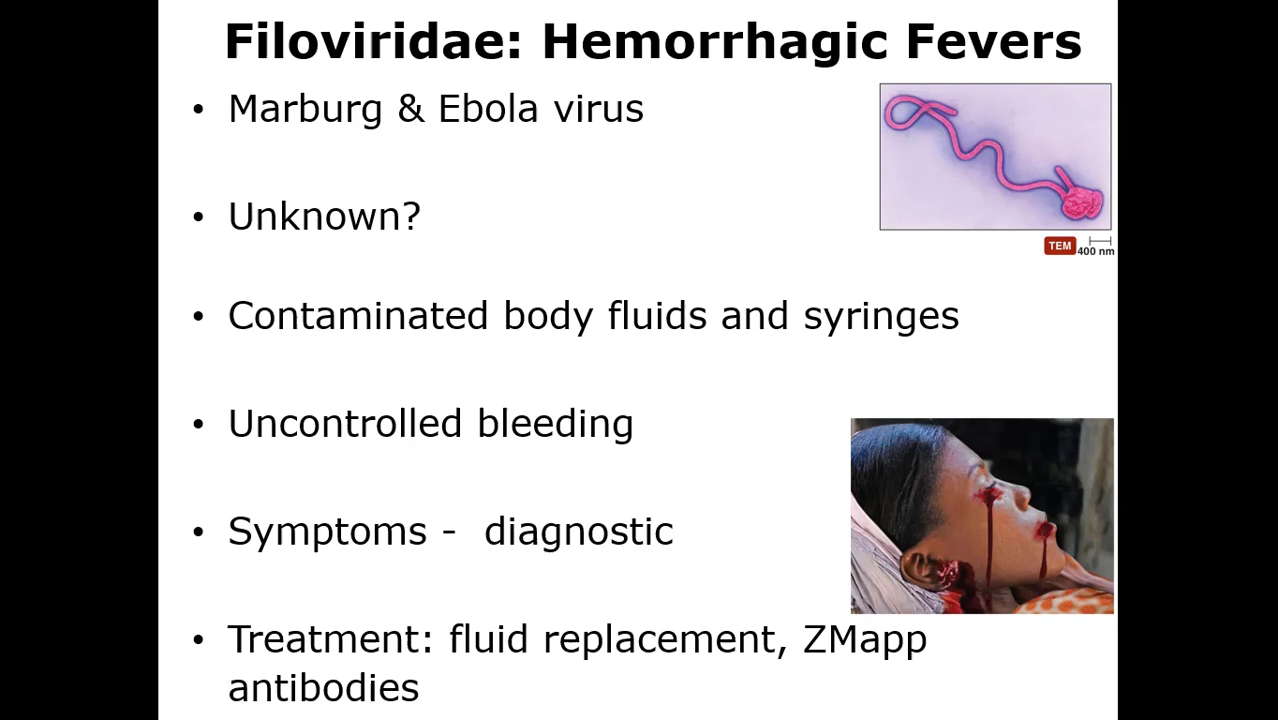 Filoviridae: Hemorrhagic Fevers
• Marburg & Ebola virus
• Unknown?
TEM 400 nm
• Contaminated body fluids and syringes
• Uncontrolled bleeding
• Symptoms -  diagnostic
• Treatment: fluid replacement, ZMapp
antibodies